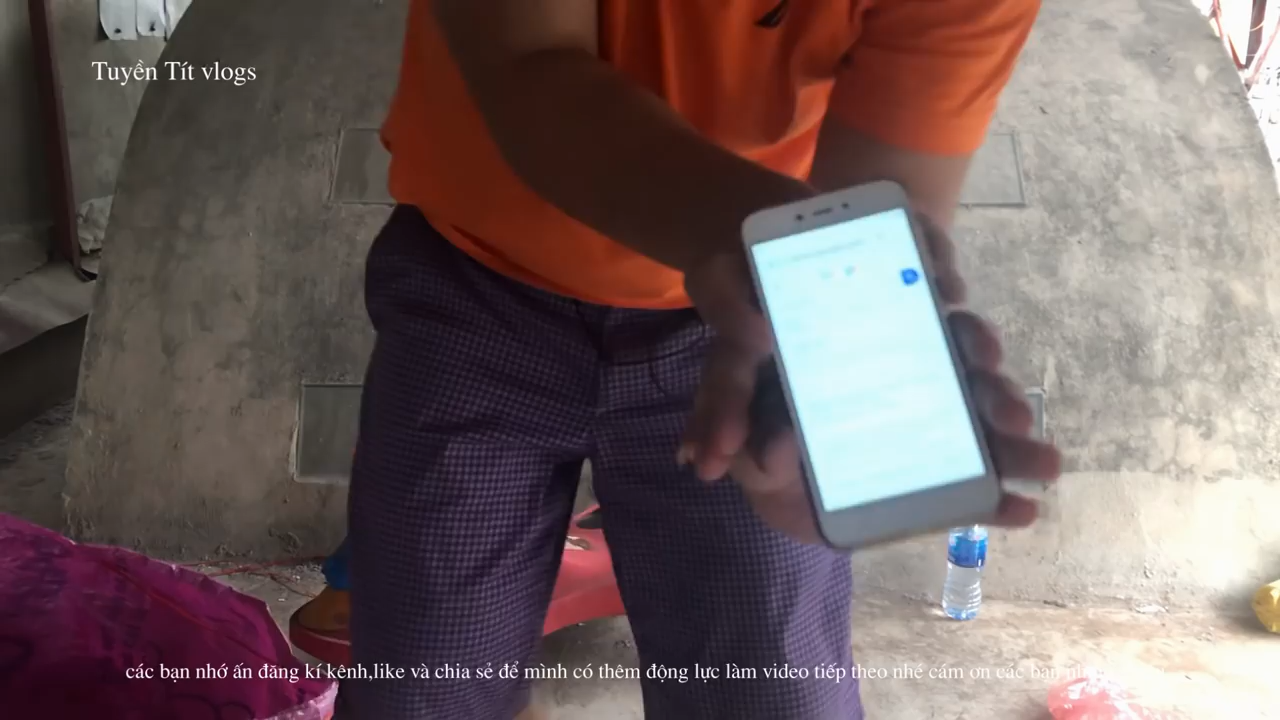 Tuyền Tít vlogs
các bạn nhớ ấn đăng kí kênh,like và chia sẻ để mình có thêm động lực làm video tiếp theo nhé cám ơn các bạn